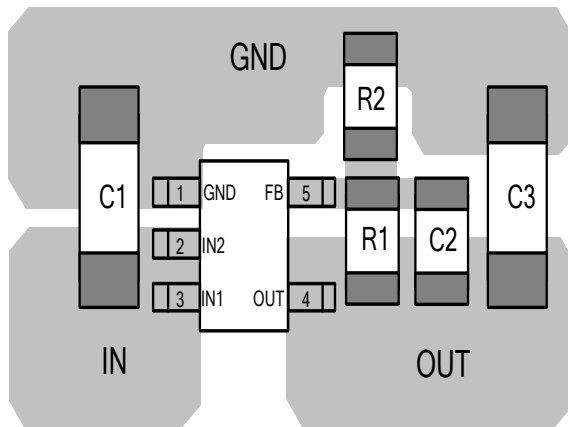 GND
R2
C1
1 GND FB 5
C3
2 IN2
R1
C2
3 IN1 OUT 4
IN
OUT